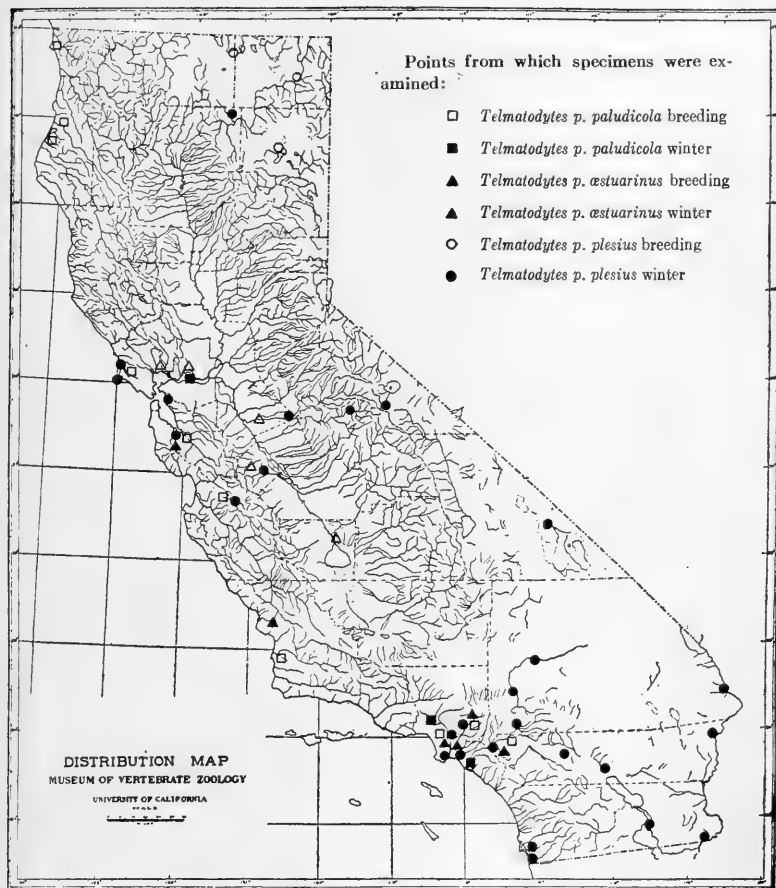 Points from which specimens were ex-
amined:
Telmatodytes p. paludicola breeding
Telmatodytes p. paludicola winter
Telmatodytes p. æstuarinus breeding
Telmatodytes p. æstuarinus winter
Telmatodytes p. plesius breeding
Telmatodytes p. plesius winter
DISTRIBUTION MAP
MUSEUM OF VERTEBRATE ZOOLOGY
UNIVERSITY OF CALIFORNIA